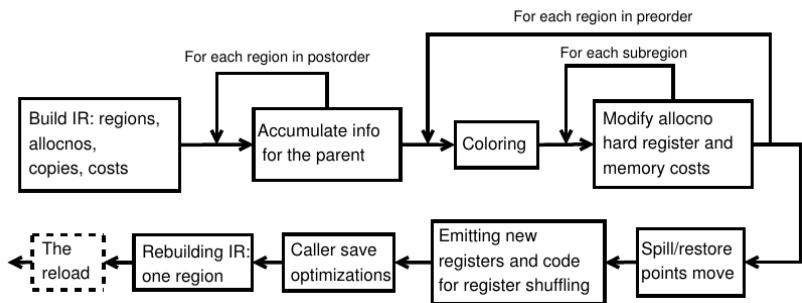 For each region in preorder
For each region in postorder
For each subregion
Build IR: regions,
allocnos,
copies, costs
Accumulate info
for the parent
Coloring
Modify allocno
hard register and
memory costs
The
reload
Rebuilding IR:
one region
Caller save
optimizations
Emitting new
registers and code
for register shuffling
Spill/restore
points move